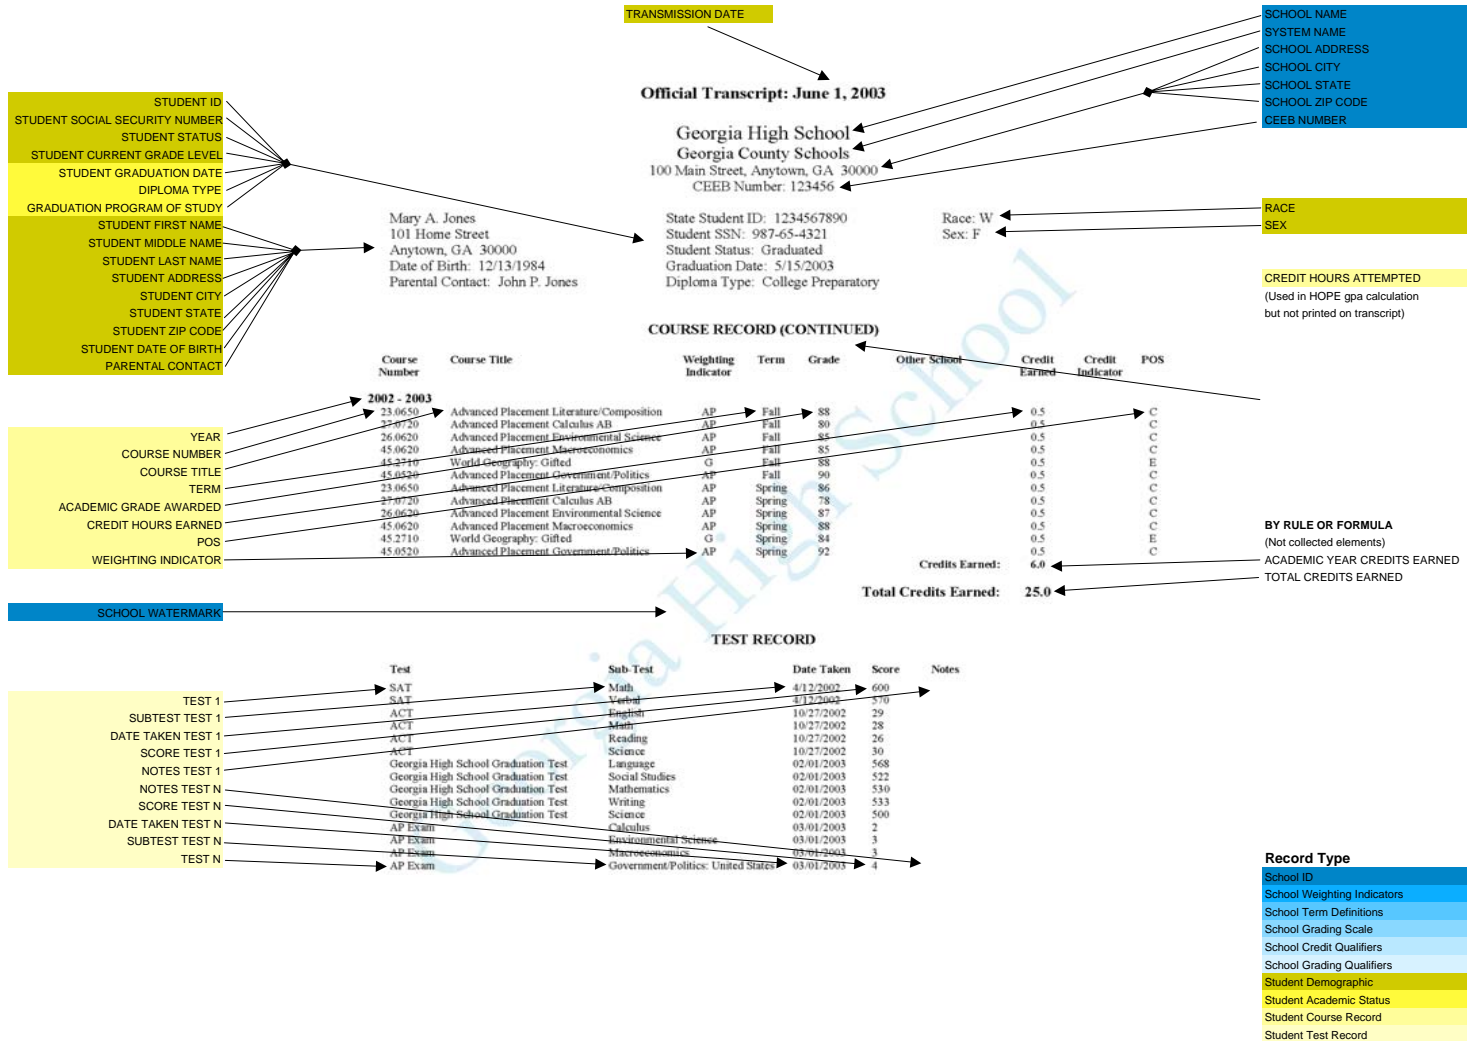 TRANSMISSION DATE
SCHOOL NAME
SYSTEM NAME
SCHOOL ADDRESS
SCHOOL CITY
SCHOOL STATE
SCHOOL ZIP CODE
CEEB NUMBER
Official Transcript: June 1, 2003
Georgia High School
Georgia County Schools
100 Main Street, Anytown, GA 30000
CEEB Number: 123456
STUDENT ID
STUDENT SOCIAL SECURITY NUMBER
STUDENT STATUS
STUDENT CURRENT GRADE LEVEL
STUDENT GRADUATION DATE
DIPLOMA TYPE
GRADUATION PROGRAM OF STUDY
STUDENT FIRST NAME
STUDENT MIDDLE NAME
STUDENT LAST NAME
STUDENT ADDRESS
STUDENT CITY
STUDENT STATE
STUDENT ZIP CODE
STUDENT DATE OF BIRTH
PARENTAL CONTACT
Mary A. Jones
101 Home Street
Anytown, GA 30000
Date of Birth: 12/13/1984
Parental Contact: John P. Jones
State Student ID: 1234567890
Student SSN: 987-65-4321
Student Status: Graduated
Graduation Date: 5/15/2003
Diploma Type: College Preparatory
Race: W
Sex: F
RACE
SEX
CREDIT HOURS ATTEMPTED
(Used in HOPE gpa calculation
but not printed on transcript)
COURSE RECORD (CONTINUED)
Course Number Course Title Weighting Indicator Term Grade Other School Credit Earned Credit Indicator POS
2002 - 2003
23.0650 Advanced Placement Literature/Composition AP Fall 88 0.5 C
27.0720 Advanced Placement Calculus AB AP Fall 80 0.5 C
26.0620 Advanced Placement Environmental Science AP Fall 85 0.5 C
45.0620 Advanced Placement Macroeconomics AP Fall 85 0.5 C
45.2710 World Geography: Gifted G Fall 88 0.5 E
45.0520 Advanced Placement Government/Politics AP Fall 90 0.5 C
23.0650 Advanced Placement Literature/Composition AP Spring 86 0.5 C
27.0720 Advanced Placement Calculus AB AP Spring 78 0.5 C
26.0620 Advanced Placement Environmental Science AP Spring 87 0.5 C
45.0620 Advanced Placement Macroeconomics AP Spring 88 0.5 C
45.2710 World Geography: Gifted G Spring 84 0.5 E
45.0520 Advanced Placement Government/Politics AP Spring 92 0.5 C
Credits Earned: 6.0
Total Credits Earned: 25.0
YEAR
COURSE NUMBER
COURSE TITLE
TERM
ACADEMIC GRADE AWARDED
CREDIT HOURS EARNED
POS
WEIGHTING INDICATOR
BY RULE OR FORMULA
(Not collected elements)
ACADEMIC YEAR CREDITS EARNED
TOTAL CREDITS EARNED
SCHOOL WATERMARK
Georgia High School
TEST RECORD
Test Sub-Test Date Taken Score Notes
SAT Math 4/12/2002 600
SAT Verbal 4/12/2002 570
ACT English 10/27/2002 29
ACT Math 10/27/2002 28
ACT Reading 10/27/2002 26
ACT Science 10/27/2002 30
Georgia High School Graduation Test Language 02/01/2003 568
Georgia High School Graduation Test Social Studies 02/01/2003 522
Georgia High School Graduation Test Mathematics 02/01/2003 530
Georgia High School Graduation Test Writing 02/01/2003 533
Georgia High School Graduation Test Science 02/01/2003 500
AP Exam Calculus 03/01/2003 2
AP Exam Environmental Science 03/01/2003 3
AP Exam Macroeconomics 03/01/2003 3
AP Exam Government/Politics: United States 03/01/2003 4
TEST 1
SUBTEST TEST 1
DATE TAKEN TEST 1
SCORE TEST 1
NOTES TEST 1
NOTES TEST N
SCORE TEST N
DATE TAKEN TEST N
SUBTEST TEST N
TEST N
Record Type
School ID
School Weighting Indicators
School Term Definitions
School Grading Scale
School Credit Qualifiers
School Grading Qualifiers
Student Demographic
Student Academic Status
Student Course Record
Student Test Record